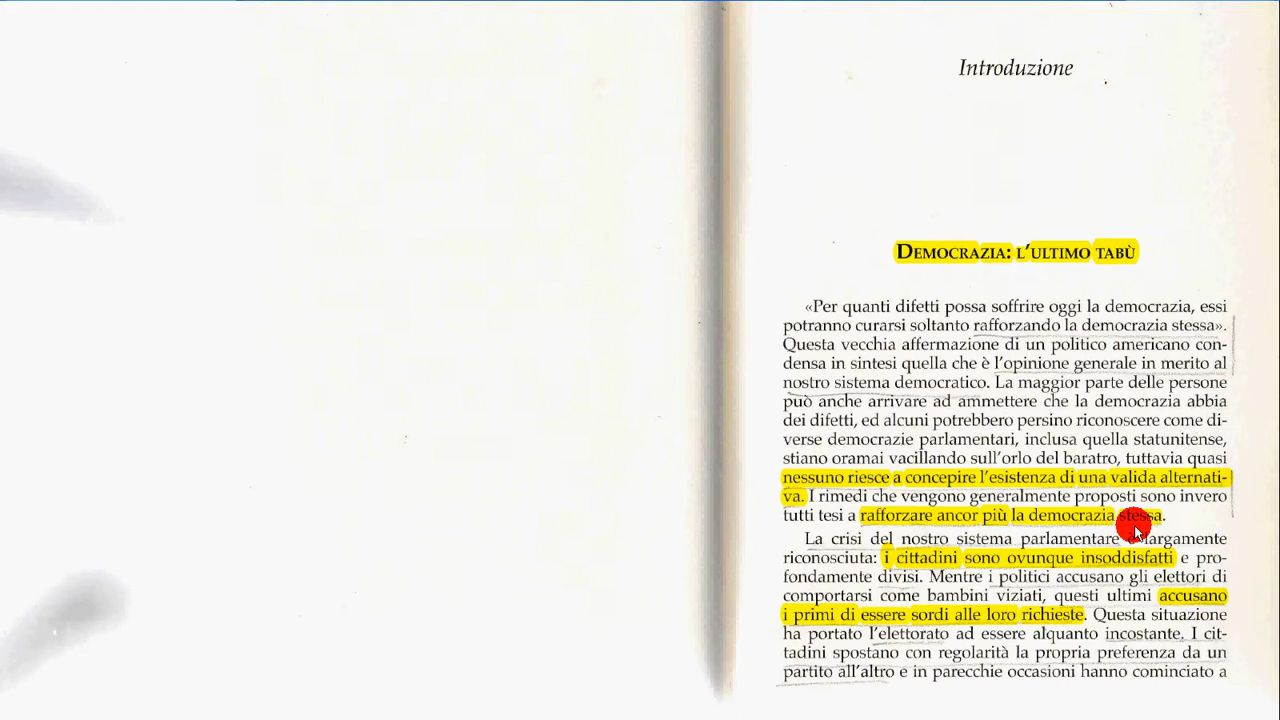 Introduzione
DEMOCRAZIA: L'ULTIMO TABÙ
«Per quanti difetti possa soffrire oggi la democrazia, essi
potranno curarsi soltanto rafforzando la democrazia stessa».
Questa vecchia affermazione di un politico americano con-
densa in sintesi quella che è l'opinione generale in merito al
nostro sistema democratico. La maggior parte delle persone
può anche arrivare ad ammettere che la democrazia abbia
dei difetti, ed alcuni potrebbero persino riconoscere come di-
verse democrazie parlamentari, inclusa quella statunitense,
stiano oramai vacillando sull'orlo del baratro, tuttavia quasi
nessuno riesce a concepire l'esistenza di una valida alternati-
va. I rimedi che vengono generalmente proposti sono invero
tutti tesi a rafforzare ancor più la democrazia stessa.
La crisi del nostro sistema parlamentare è largamente
riconosciuta: i cittadini sono ovunque insoddisfatti e pro-
fondamente divisi. Mentre i politici accusano gli elettori di
comportarsi come bambini viziati, questi ultimi accusano
i primi di essere sordi alle loro richieste. Questa situazione
ha portato l'elettorato ad essere alquanto incostante. I cit-
tadini spostano con regolarità la propria preferenza da un
partito all'altro e in parecchie occasioni hanno cominciato a